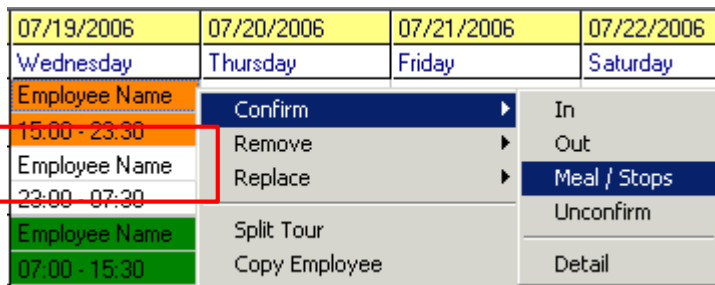 07/19/2006 07/20/2006 07/21/2006 07/22/2006
Wednesday Thursday Friday Saturday
Employee Name
15:00 - 23:30
Employee Name
23:00 - 07:30
Employee Name
07:00 - 15:30
Confirm
Remove
Replace
Split Tour
Copy Employee
In
Out
Meal / Stops
Unconfirm
Detail